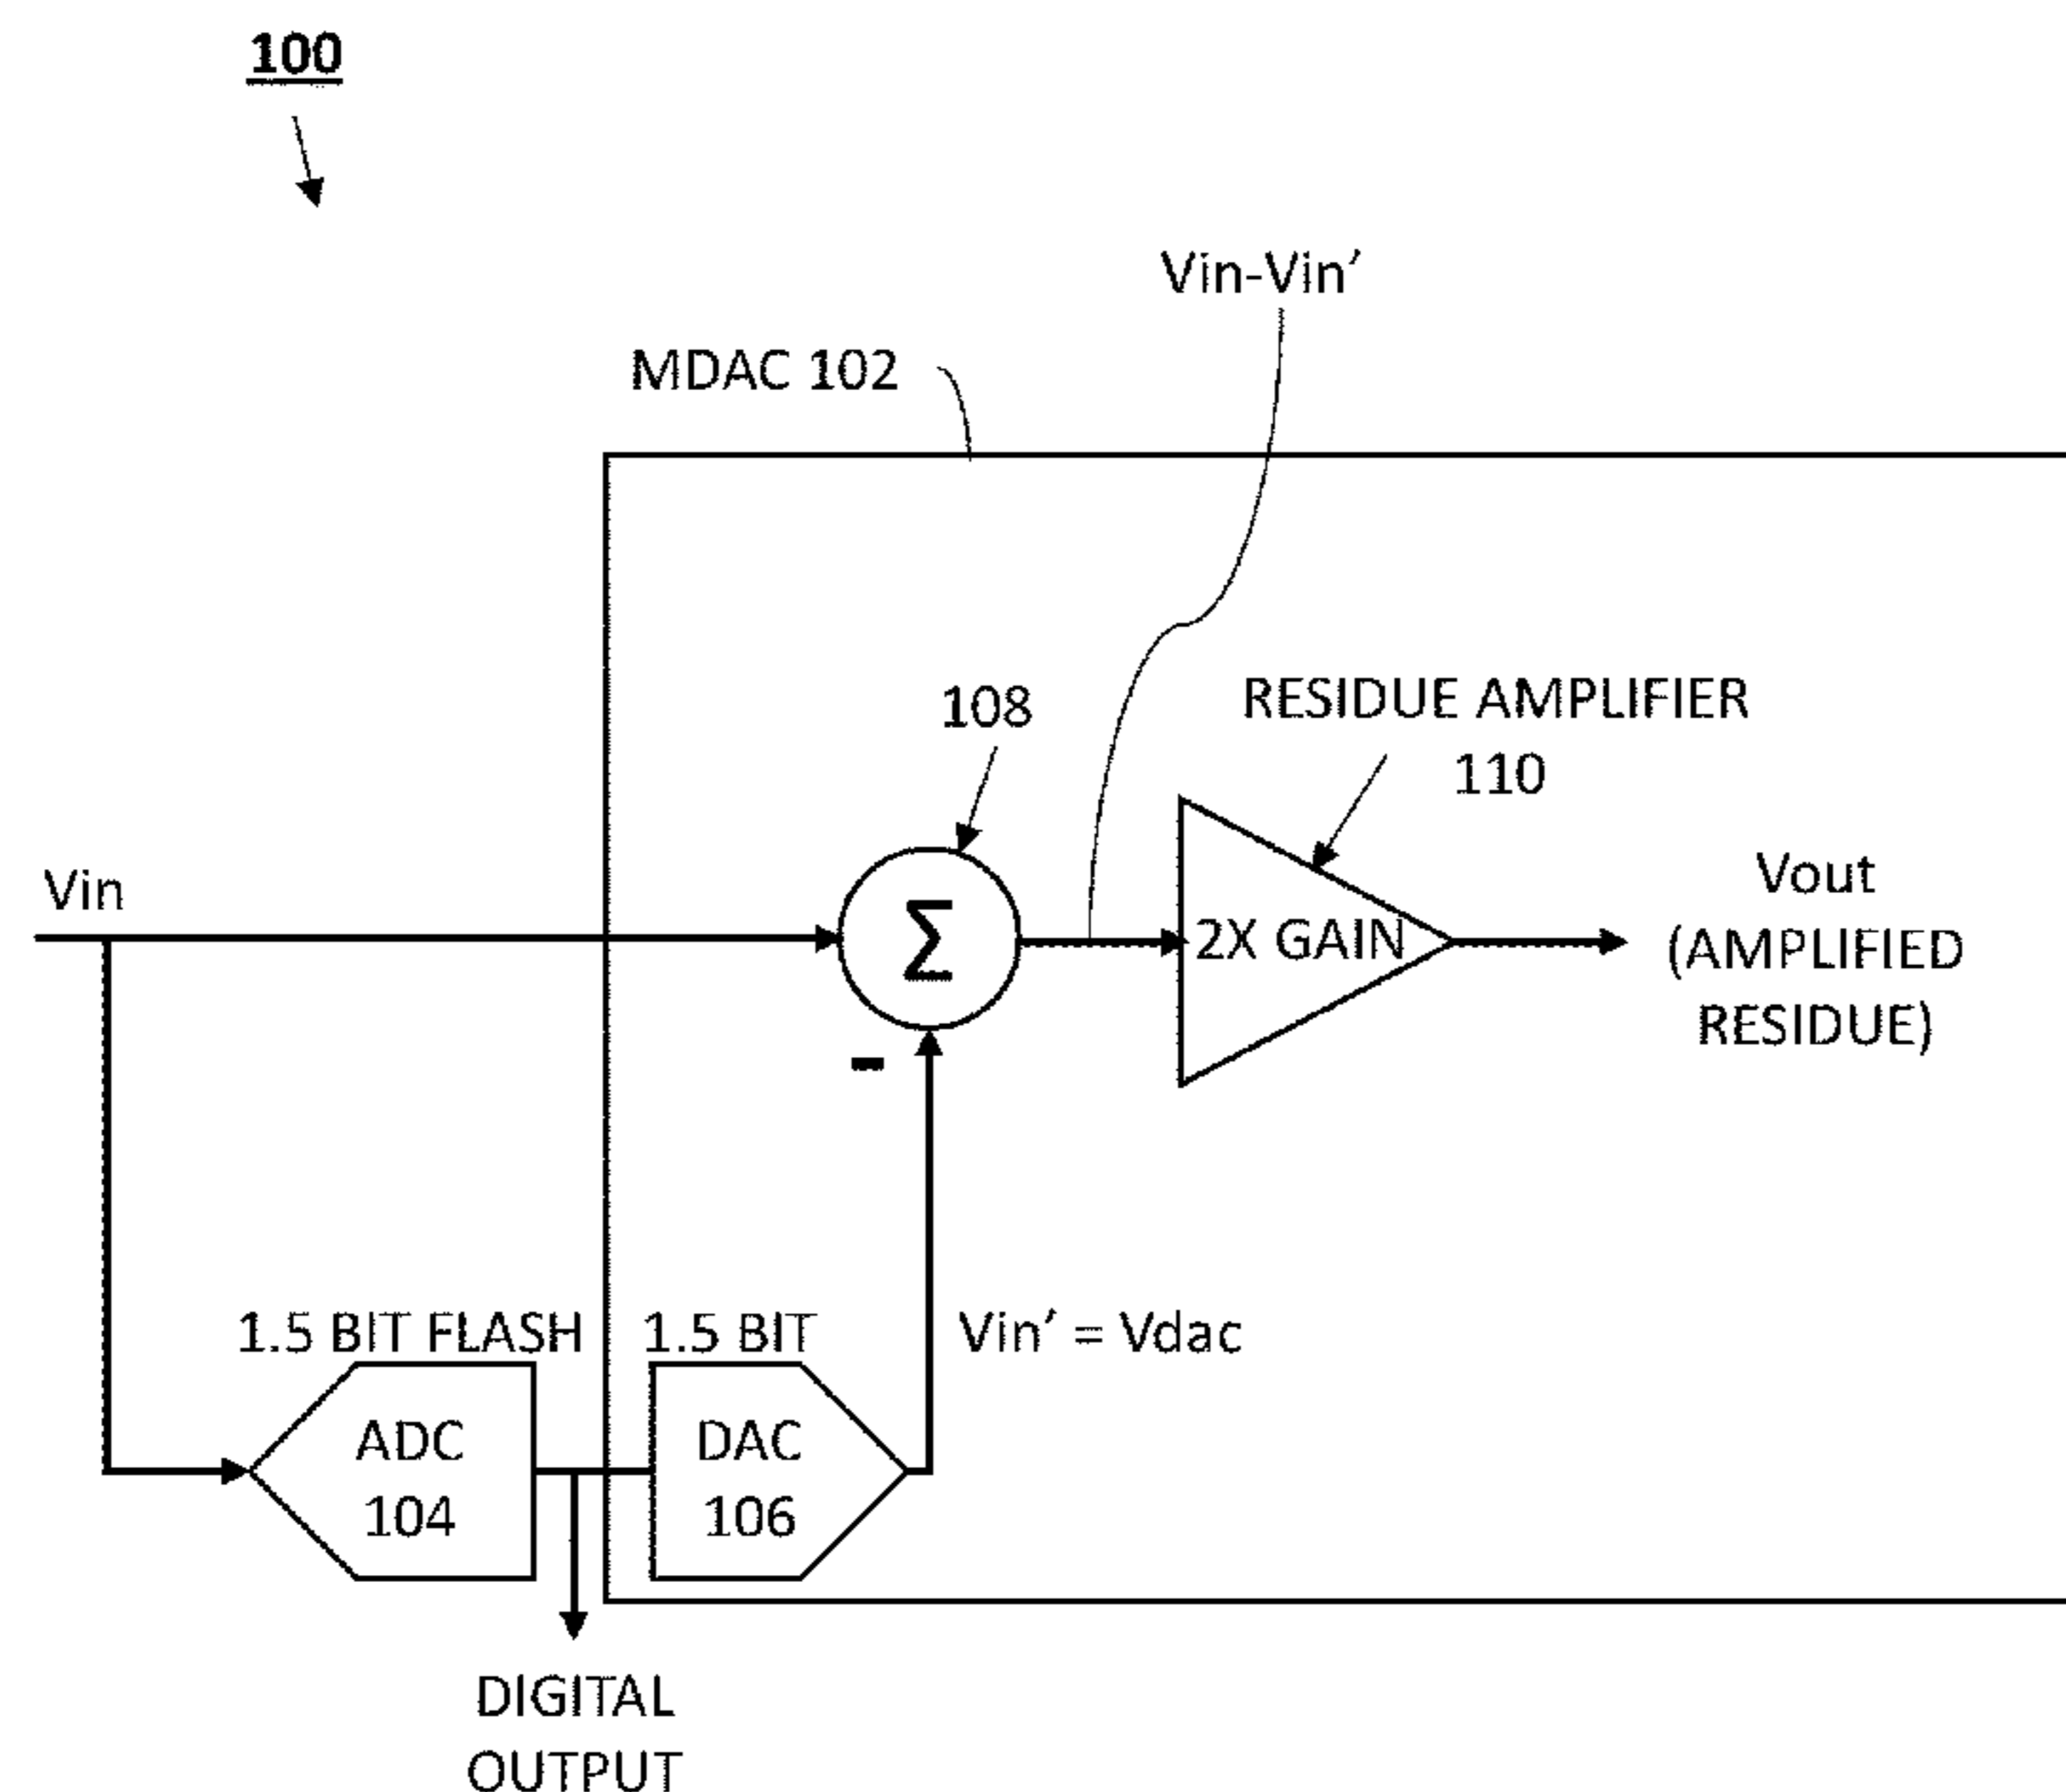 100
Vin-Vin’
MDAC 102
108
RESIDUE AMPLIFIER
110
Vin
Σ
2X GAIN
Vout
(AMPLIFIED
RESIDUE)
-
1.5 BIT FLASH
1.5 BIT
Vin’ = Vdac
ADC
104
DAC
106
DIGITAL
OUTPUT